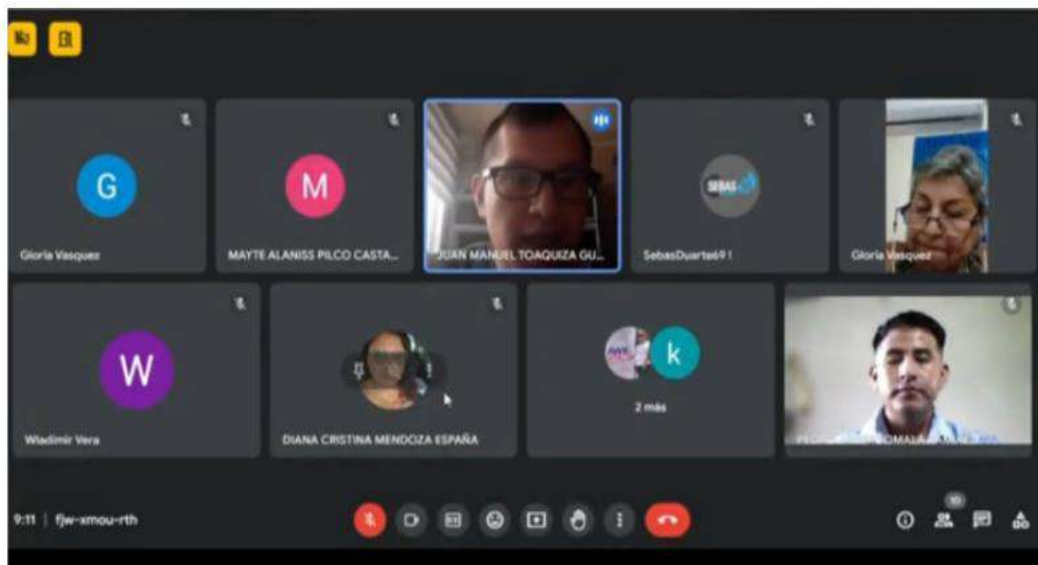 G
M
SEBAS
Gloria Vasquez
MAYTE ALANISS PILCO CASTA...
JUAN MANUEL TOAQUIZA GU...
SebasDuarte69 !
Gloria Vasquez
W
k
2 más
Wladimir Vera
DIANA CRISTINA MENDOZA ESPAÑA
9:11 | fjw-xmou-rth
10